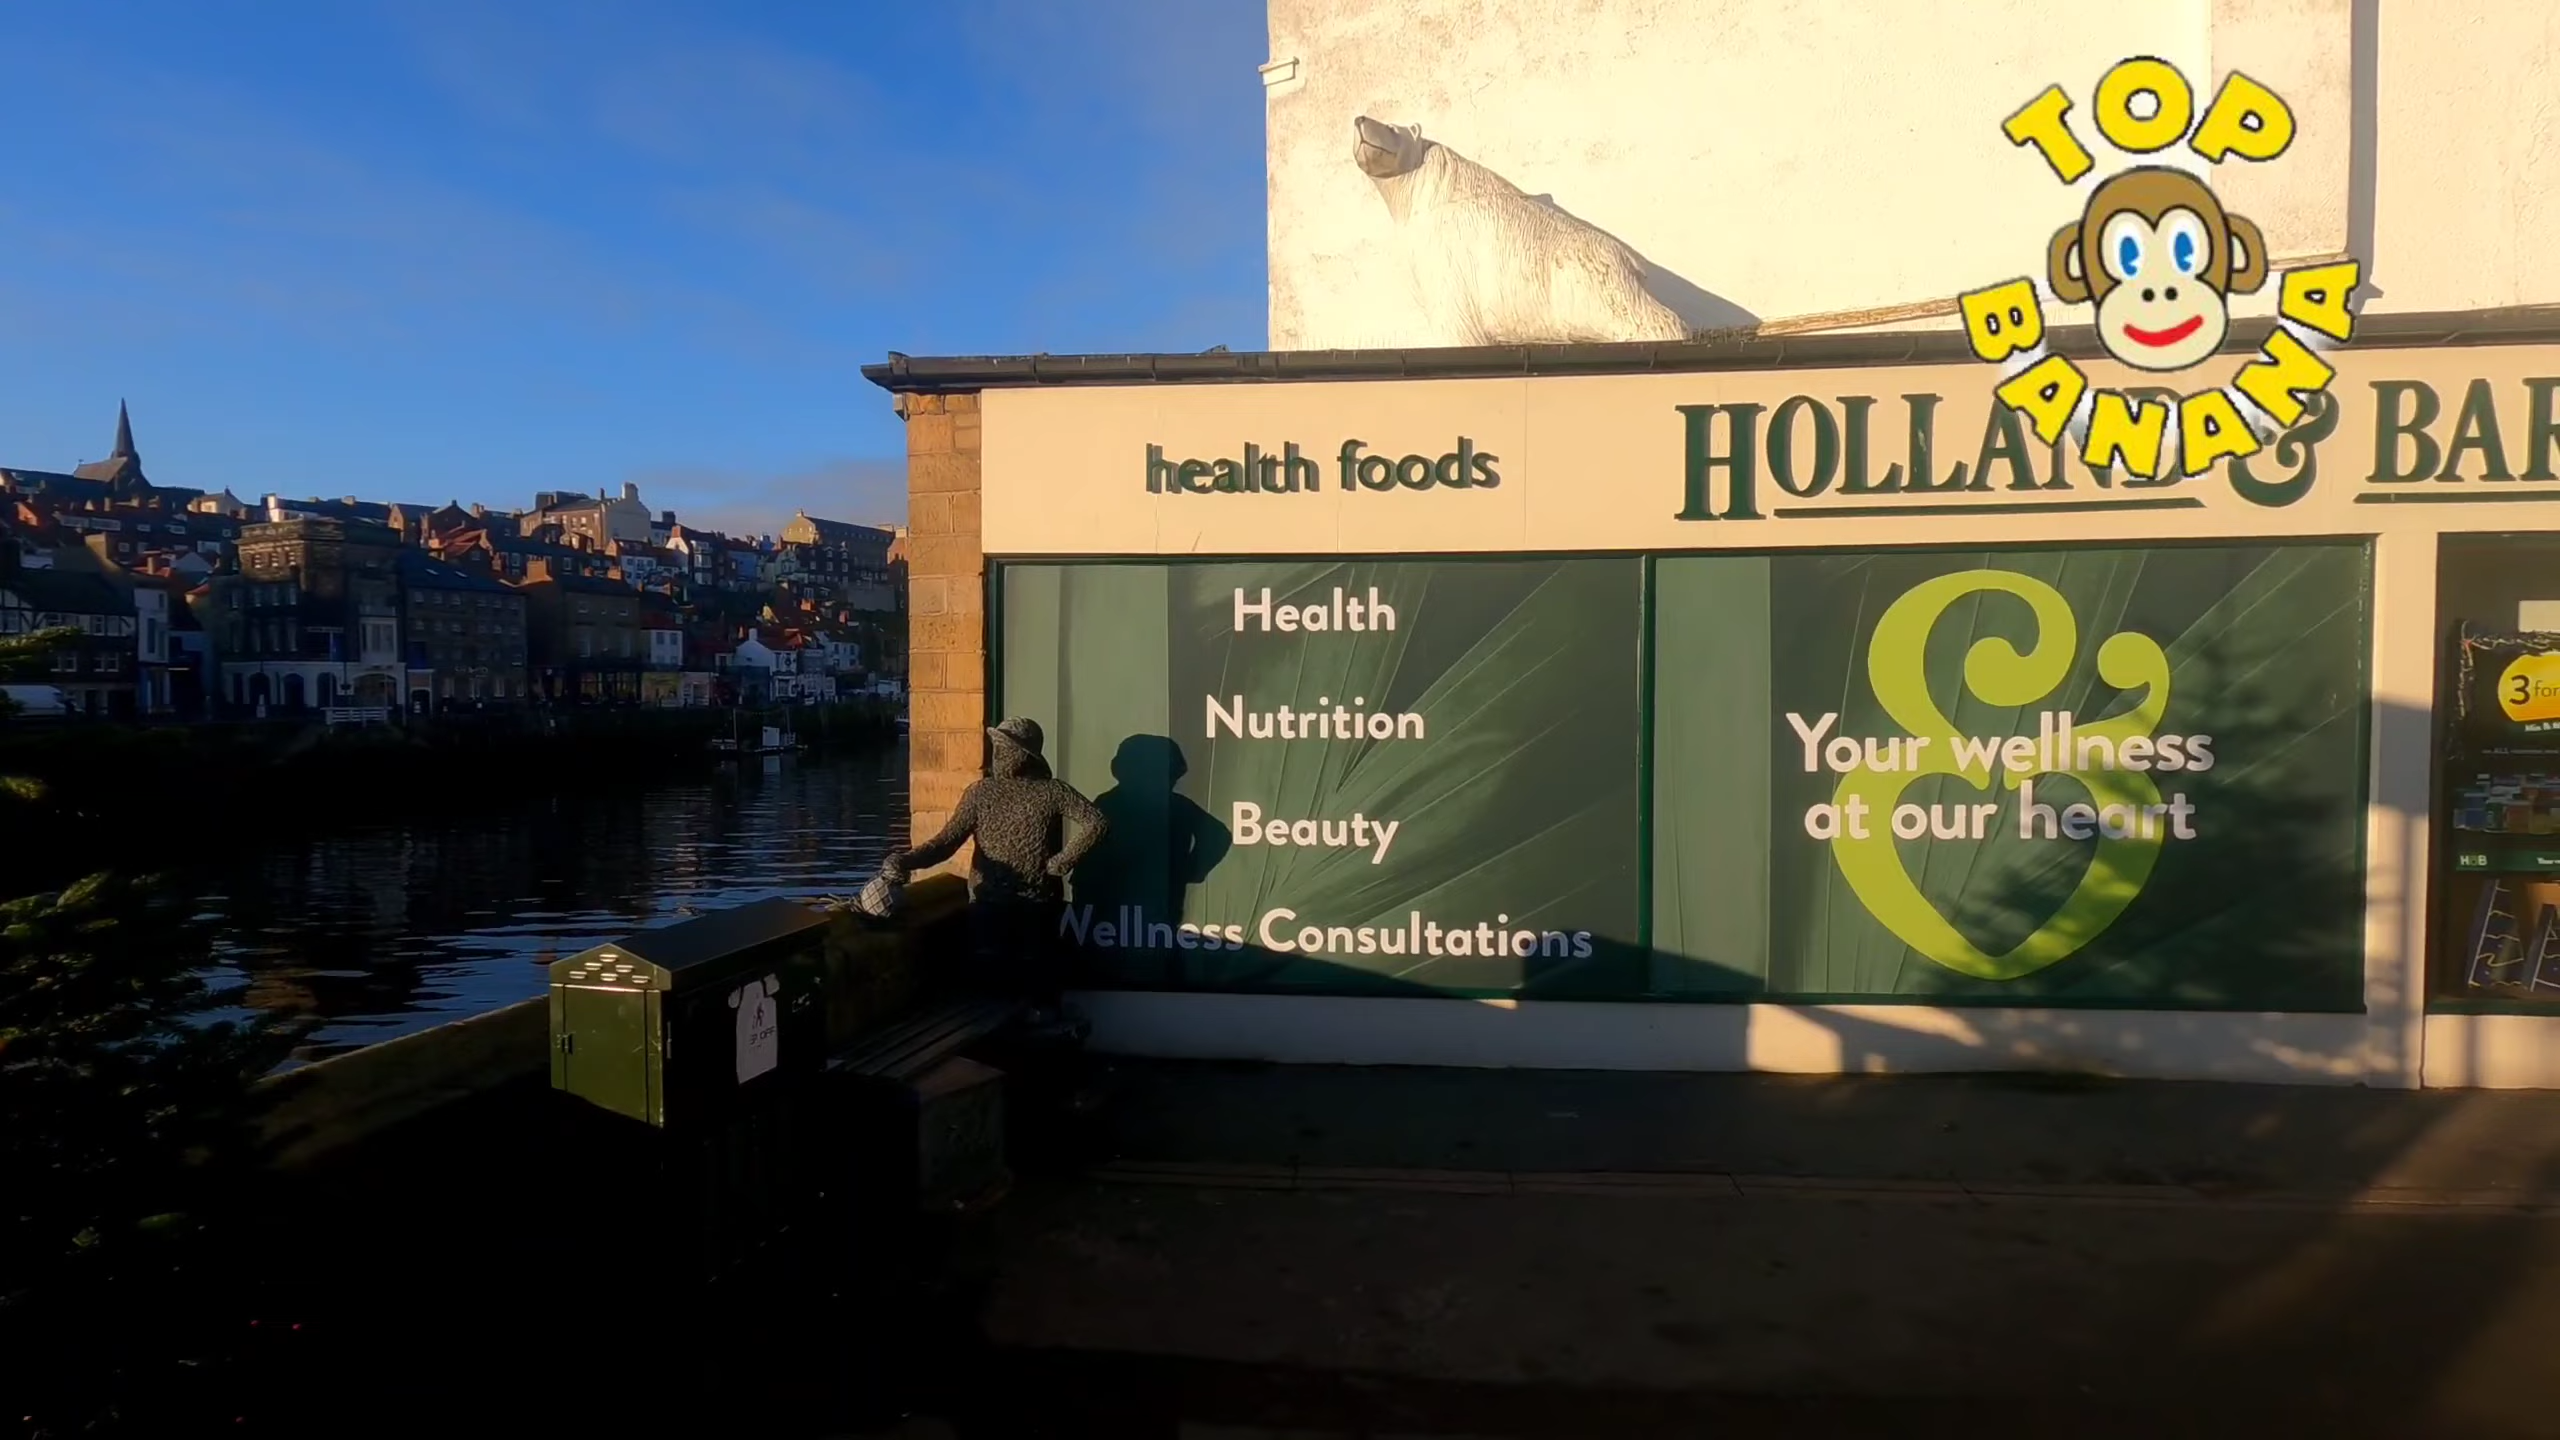 TOP
BANANA
health foods
HOLLAND & BAR
Health
Nutrition
Beauty
Wellness Consultations
Your wellness
at our heart
3 for
H&B